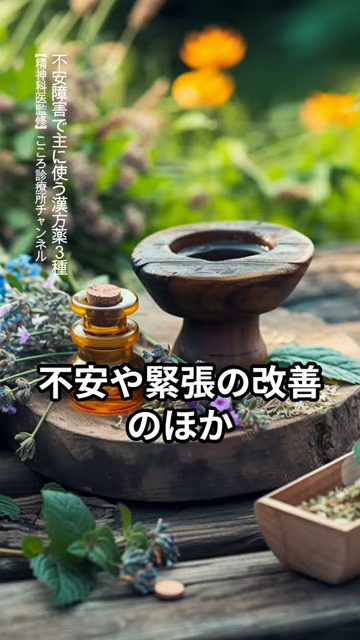 不安障害で主に使う漢方薬3種
【精神科医監修】こころ診療所チャンネル
不安や緊張の改善
のほか